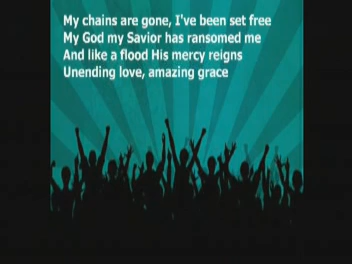 My chains are gone, I've been set free
My God my Savior has ransomed me
And like a flood His mercy reigns
Unending love, amazing grace